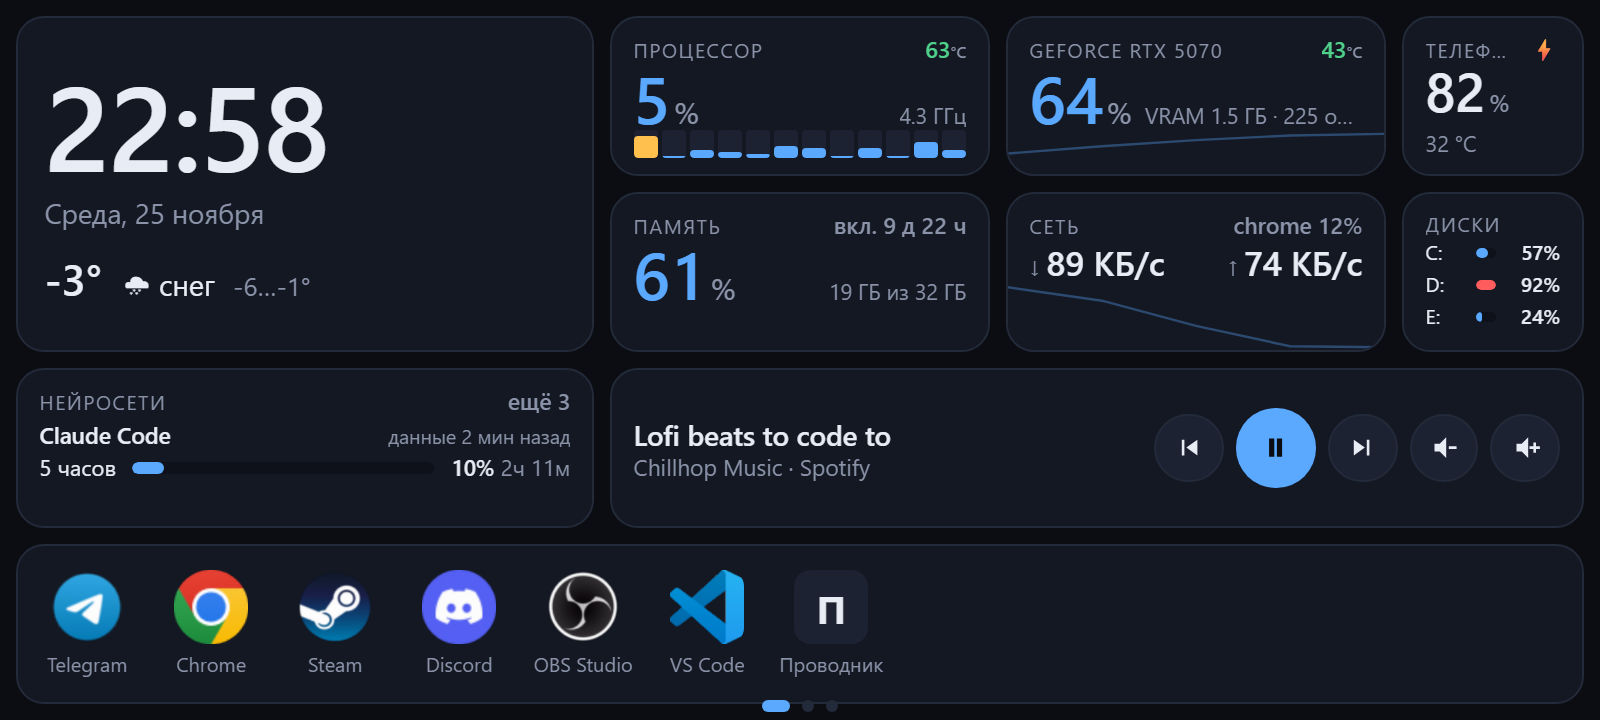 22:58
Среда, 25 ноября
-3° снег -6...-1°
ПРОЦЕССОР 63°C
5 % 4.3 ГГц
GEFORCE RTX 5070 43°C
64 % VRAM 1.5 ГБ · 225 о...
ТЕЛЕФ...
82 %
32 °C
ПАМЯТЬ вкл. 9 д 22 ч
61 % 19 ГБ из 32 ГБ
СЕТЬ chrome 12%
↓ 89 КБ/с ↑ 74 КБ/с
ДИСКИ
C: 57%
D: 92%
E: 24%
НЕЙРОСЕТИ ещё 3
Claude Code данные 2 мин назад
5 часов 10% 2ч 11м
Lofi beats to code to
Chillhop Music · Spotify
П
Telegram Chrome Steam Discord OBS Studio VS Code Проводник